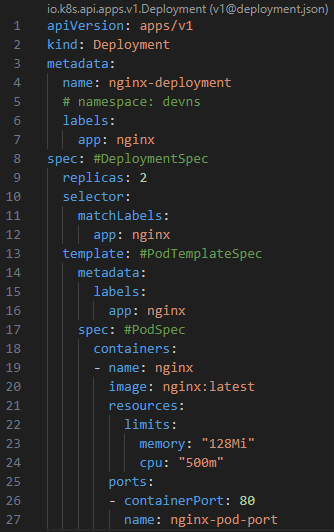 io.k8s.api.apps.v1.Deployment (v1@deployment.json)
1 apiVersion: apps/v1
2 kind: Deployment
3 metadata:
4   name: nginx-deployment
5   # namespace: devns
6   labels:
7     app: nginx
8 spec: #DeploymentSpec
9   replicas: 2
10   selector:
11     matchLabels:
12       app: nginx
13   template: #PodTemplateSpec
14     metadata:
15       labels:
16         app: nginx
17     spec: #PodSpec
18       containers:
19       - name: nginx
20         image: nginx:latest
21         resources:
22           limits:
23             memory: "128Mi"
24             cpu: "500m"
25         ports:
26         - containerPort: 80
27           name: nginx-pod-port